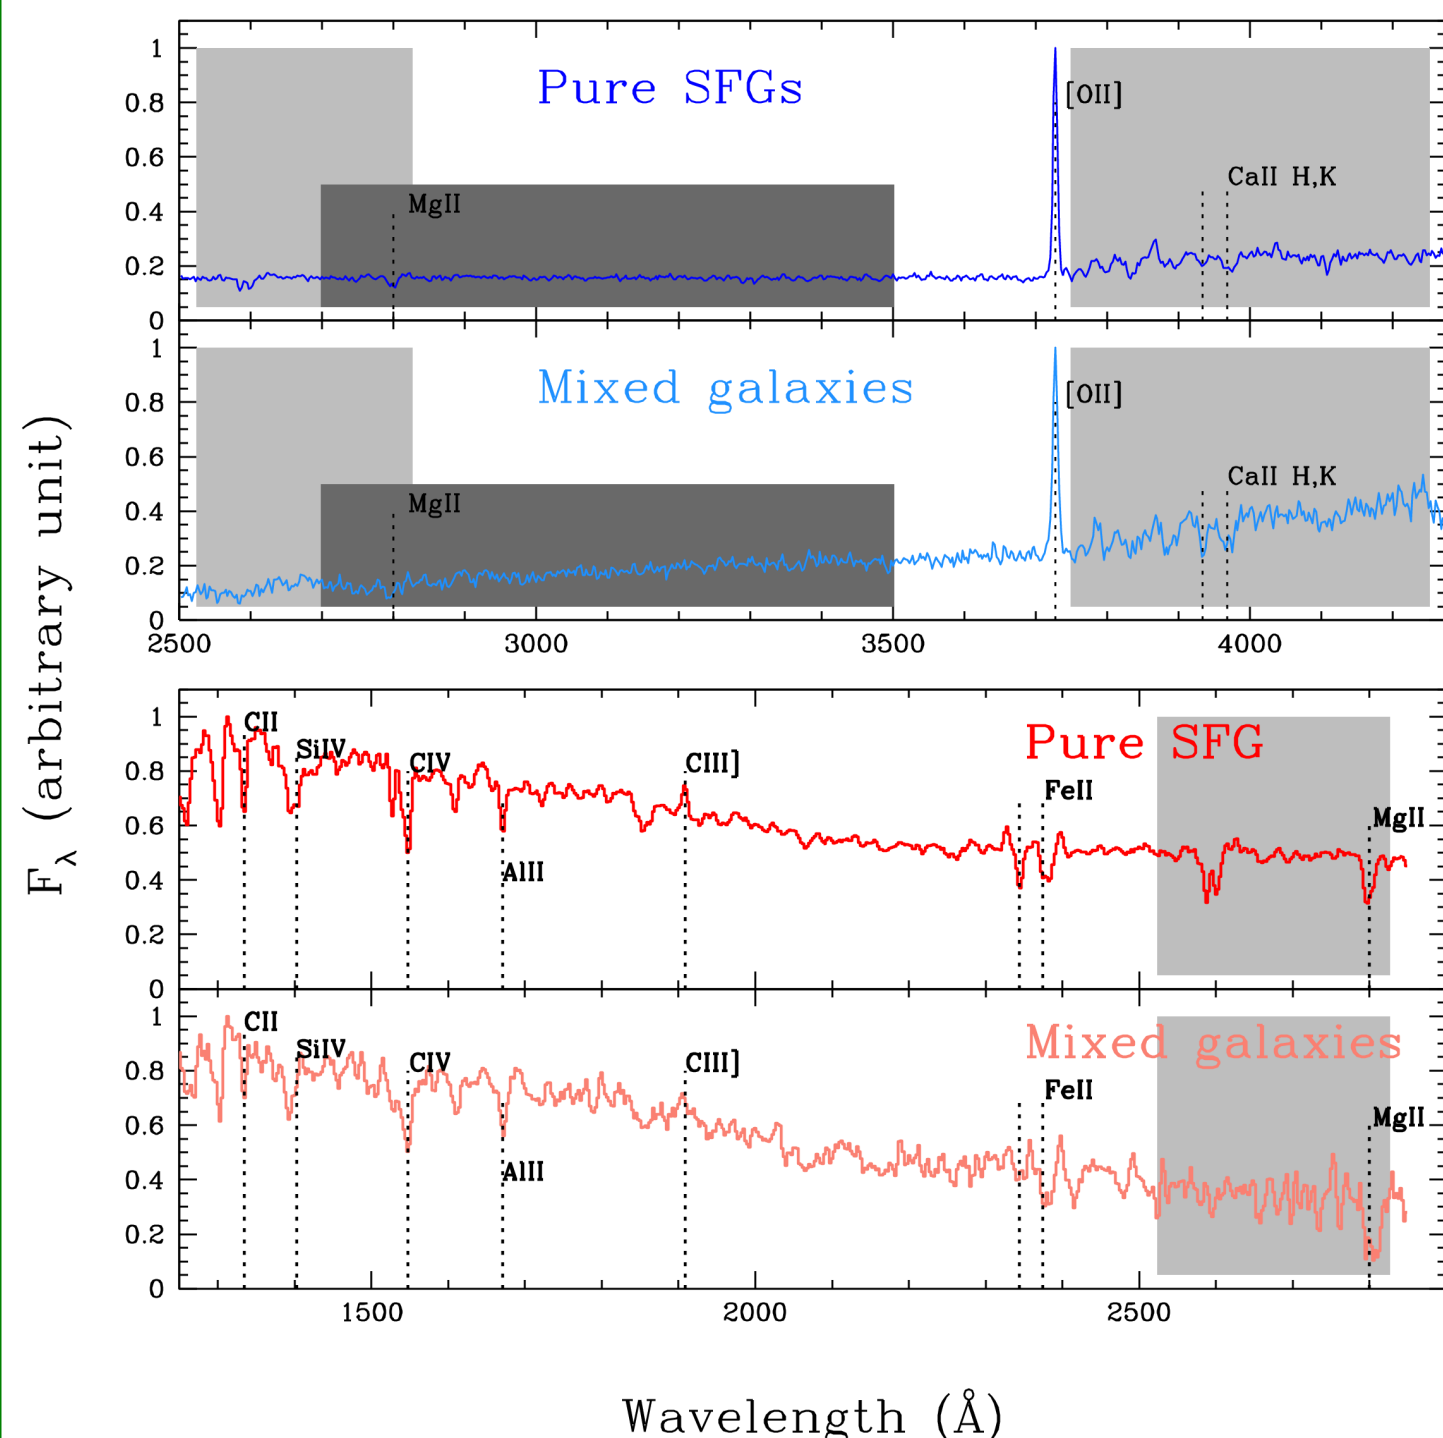 Pure SFGs
[OII]
CaII H,K
MgII
1
0.8
0.6
0.4
0.2
0
Mixed galaxies
[OII]
CaII H,K
MgII
1
0.8
0.6
0.4
0.2
0
2500 3000 3500 4000
Fλ (arbitrary unit)
Pure SFG
CII
SiIV
CIV
AlII
CIII]
FeII
MgII
1
0.8
0.6
0.4
0.2
0
Mixed galaxies
CII
SiIV
CIV
AlII
CIII]
FeII
MgII
1
0.8
0.6
0.4
0.2
0
1500 2000 2500
Wavelength (Å)